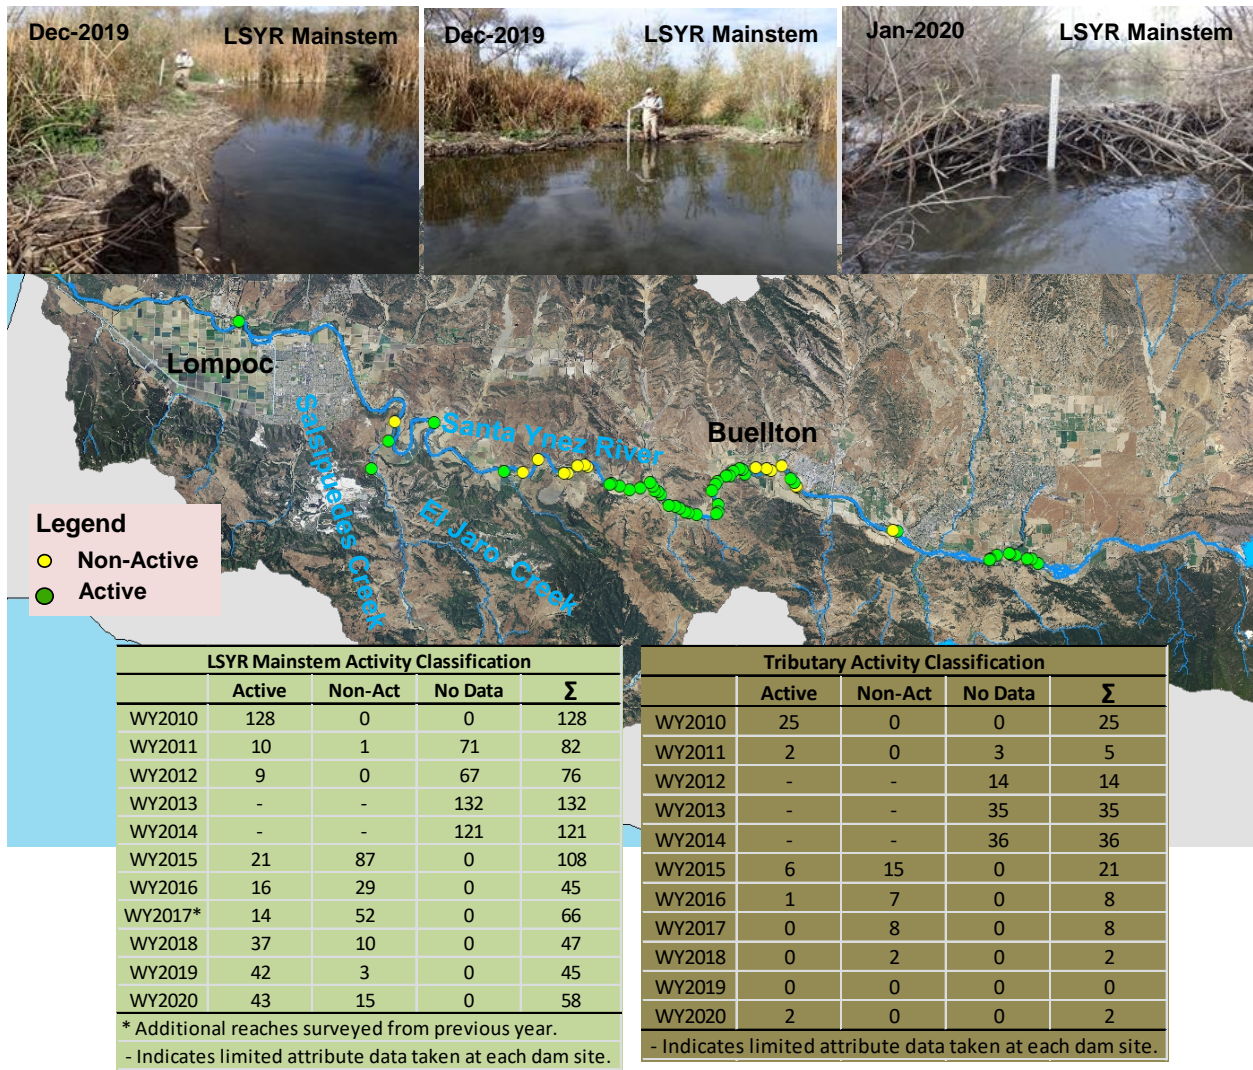 Dec-2019 LSYR Mainstem
Dec-2019 LSYR Mainstem
Jan-2020 LSYR Mainstem
Lompoc
Salsipuedes Creek
Santa Ynez River
Buellton
El Jaro Creek
Legend
Non-Active
Active
LSYR Mainstem Activity Classification
Active Non-Act No Data Σ
WY2010 128 0 0 128
WY2011 10 1 71 82
WY2012 9 0 67 76
WY2013 - - 132 132
WY2014 - - 121 121
WY2015 21 87 0 108
WY2016 16 29 0 45
WY2017* 14 52 0 66
WY2018 37 10 0 47
WY2019 42 3 0 45
WY2020 43 15 0 58
* Additional reaches surveyed from previous year.
- Indicates limited attribute data taken at each dam site.
Tributary Activity Classification
Active Non-Act No Data Σ
WY2010 25 0 0 25
WY2011 2 0 3 5
WY2012 - - 14 14
WY2013 - - 35 35
WY2014 - - 36 36
WY2015 6 15 0 21
WY2016 1 7 0 8
WY2017 0 8 0 8
WY2018 0 2 0 2
WY2019 0 0 0 0
WY2020 2 0 0 2
- Indicates limited attribute data taken at each dam site.